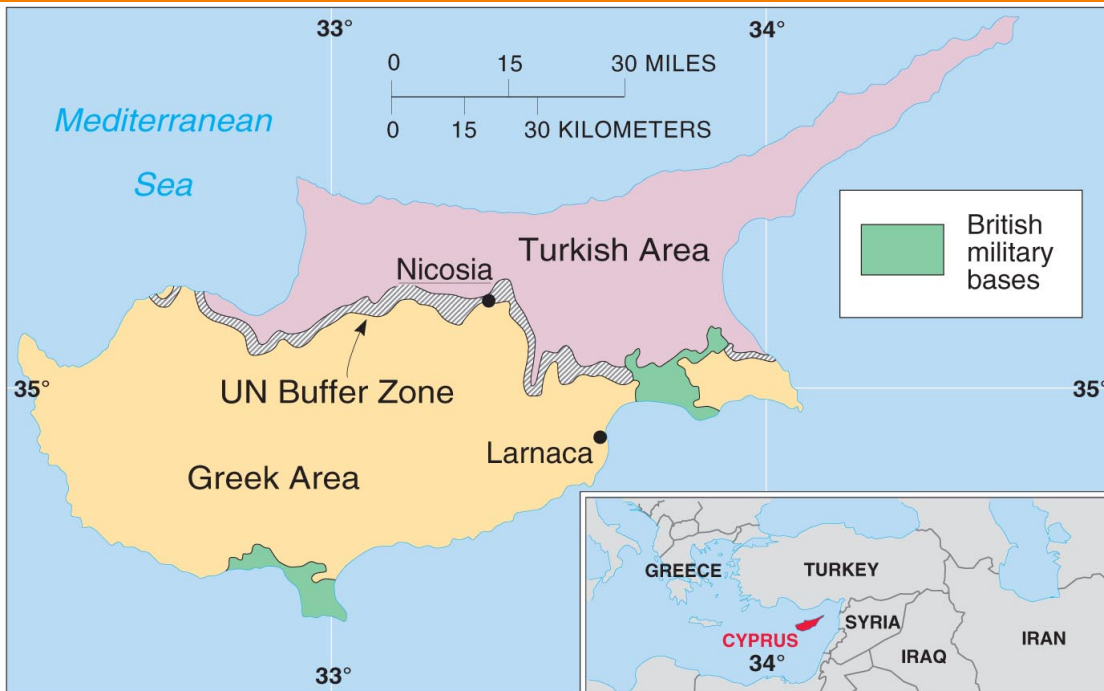 33°
34°
0 15 30 MILES
0 15 30 KILOMETERS
Mediterranean
Sea
British
military
bases
Turkish Area
Nicosia
35°
35°
UN Buffer Zone
Larnaca
Greek Area
GREECE
TURKEY
CYPRUS
SYRIA
34°
IRAQ
IRAN
33°